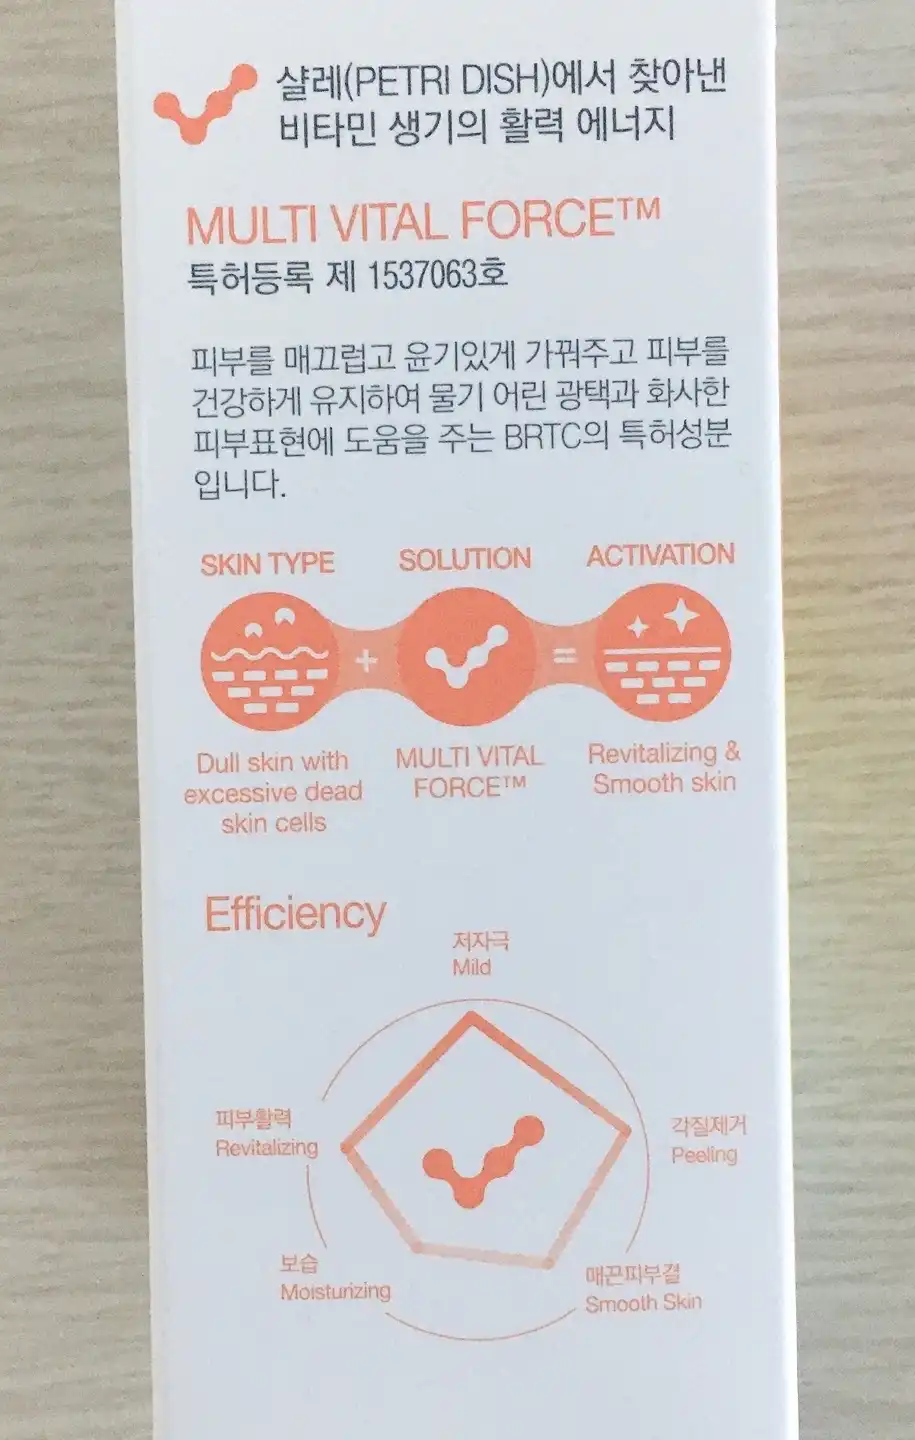 샬레(PETRI DISH)에서 찾아낸
비타민 생기의 활력 에너지
MULTI VITAL FORCE™
특허등록 제 1537063호
피부를 매끄럽고 윤기있게 가꿔주고 피부를
건강하게 유지하여 물기 어린 광택과 화사한
피부표현에 도움을 주는 BRTC의 특허성분
입니다.
SKIN TYPE
SOLUTION
ACTIVATION
+
=
Dull skin with
excessive dead
skin cells
MULTI VITAL
FORCE™
Revitalizing &
Smooth skin
Efficiency
저자극
Mild
피부활력
Revitalizing
각질제거
Peeling
보습
Moisturizing
매끈피부결
Smooth Skin